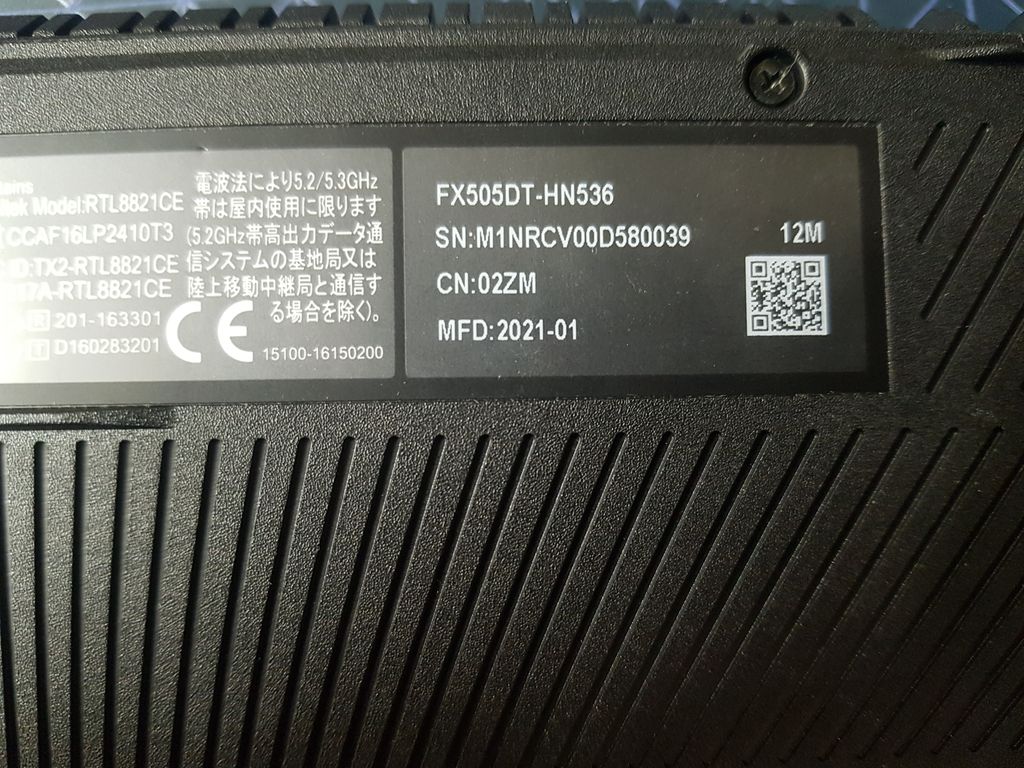 Model:RTL8821CE
CCAF16LP2410T3
ID:TX2-RTL8821CE
17A-RTL8821CE
R 201-163301
T D160283201
電波法により5.2/5.3GHz
帯は屋内使用に限ります
(5.2GHz帯高出力データ通
信システムの基地局又は
陸上移動中継局と通信す
る場合を除く)。
CE
15100-16150200
FX505DT-HN536
SN:M1NRCV00D580039
12M
CN:02ZM
MFD:2021-01